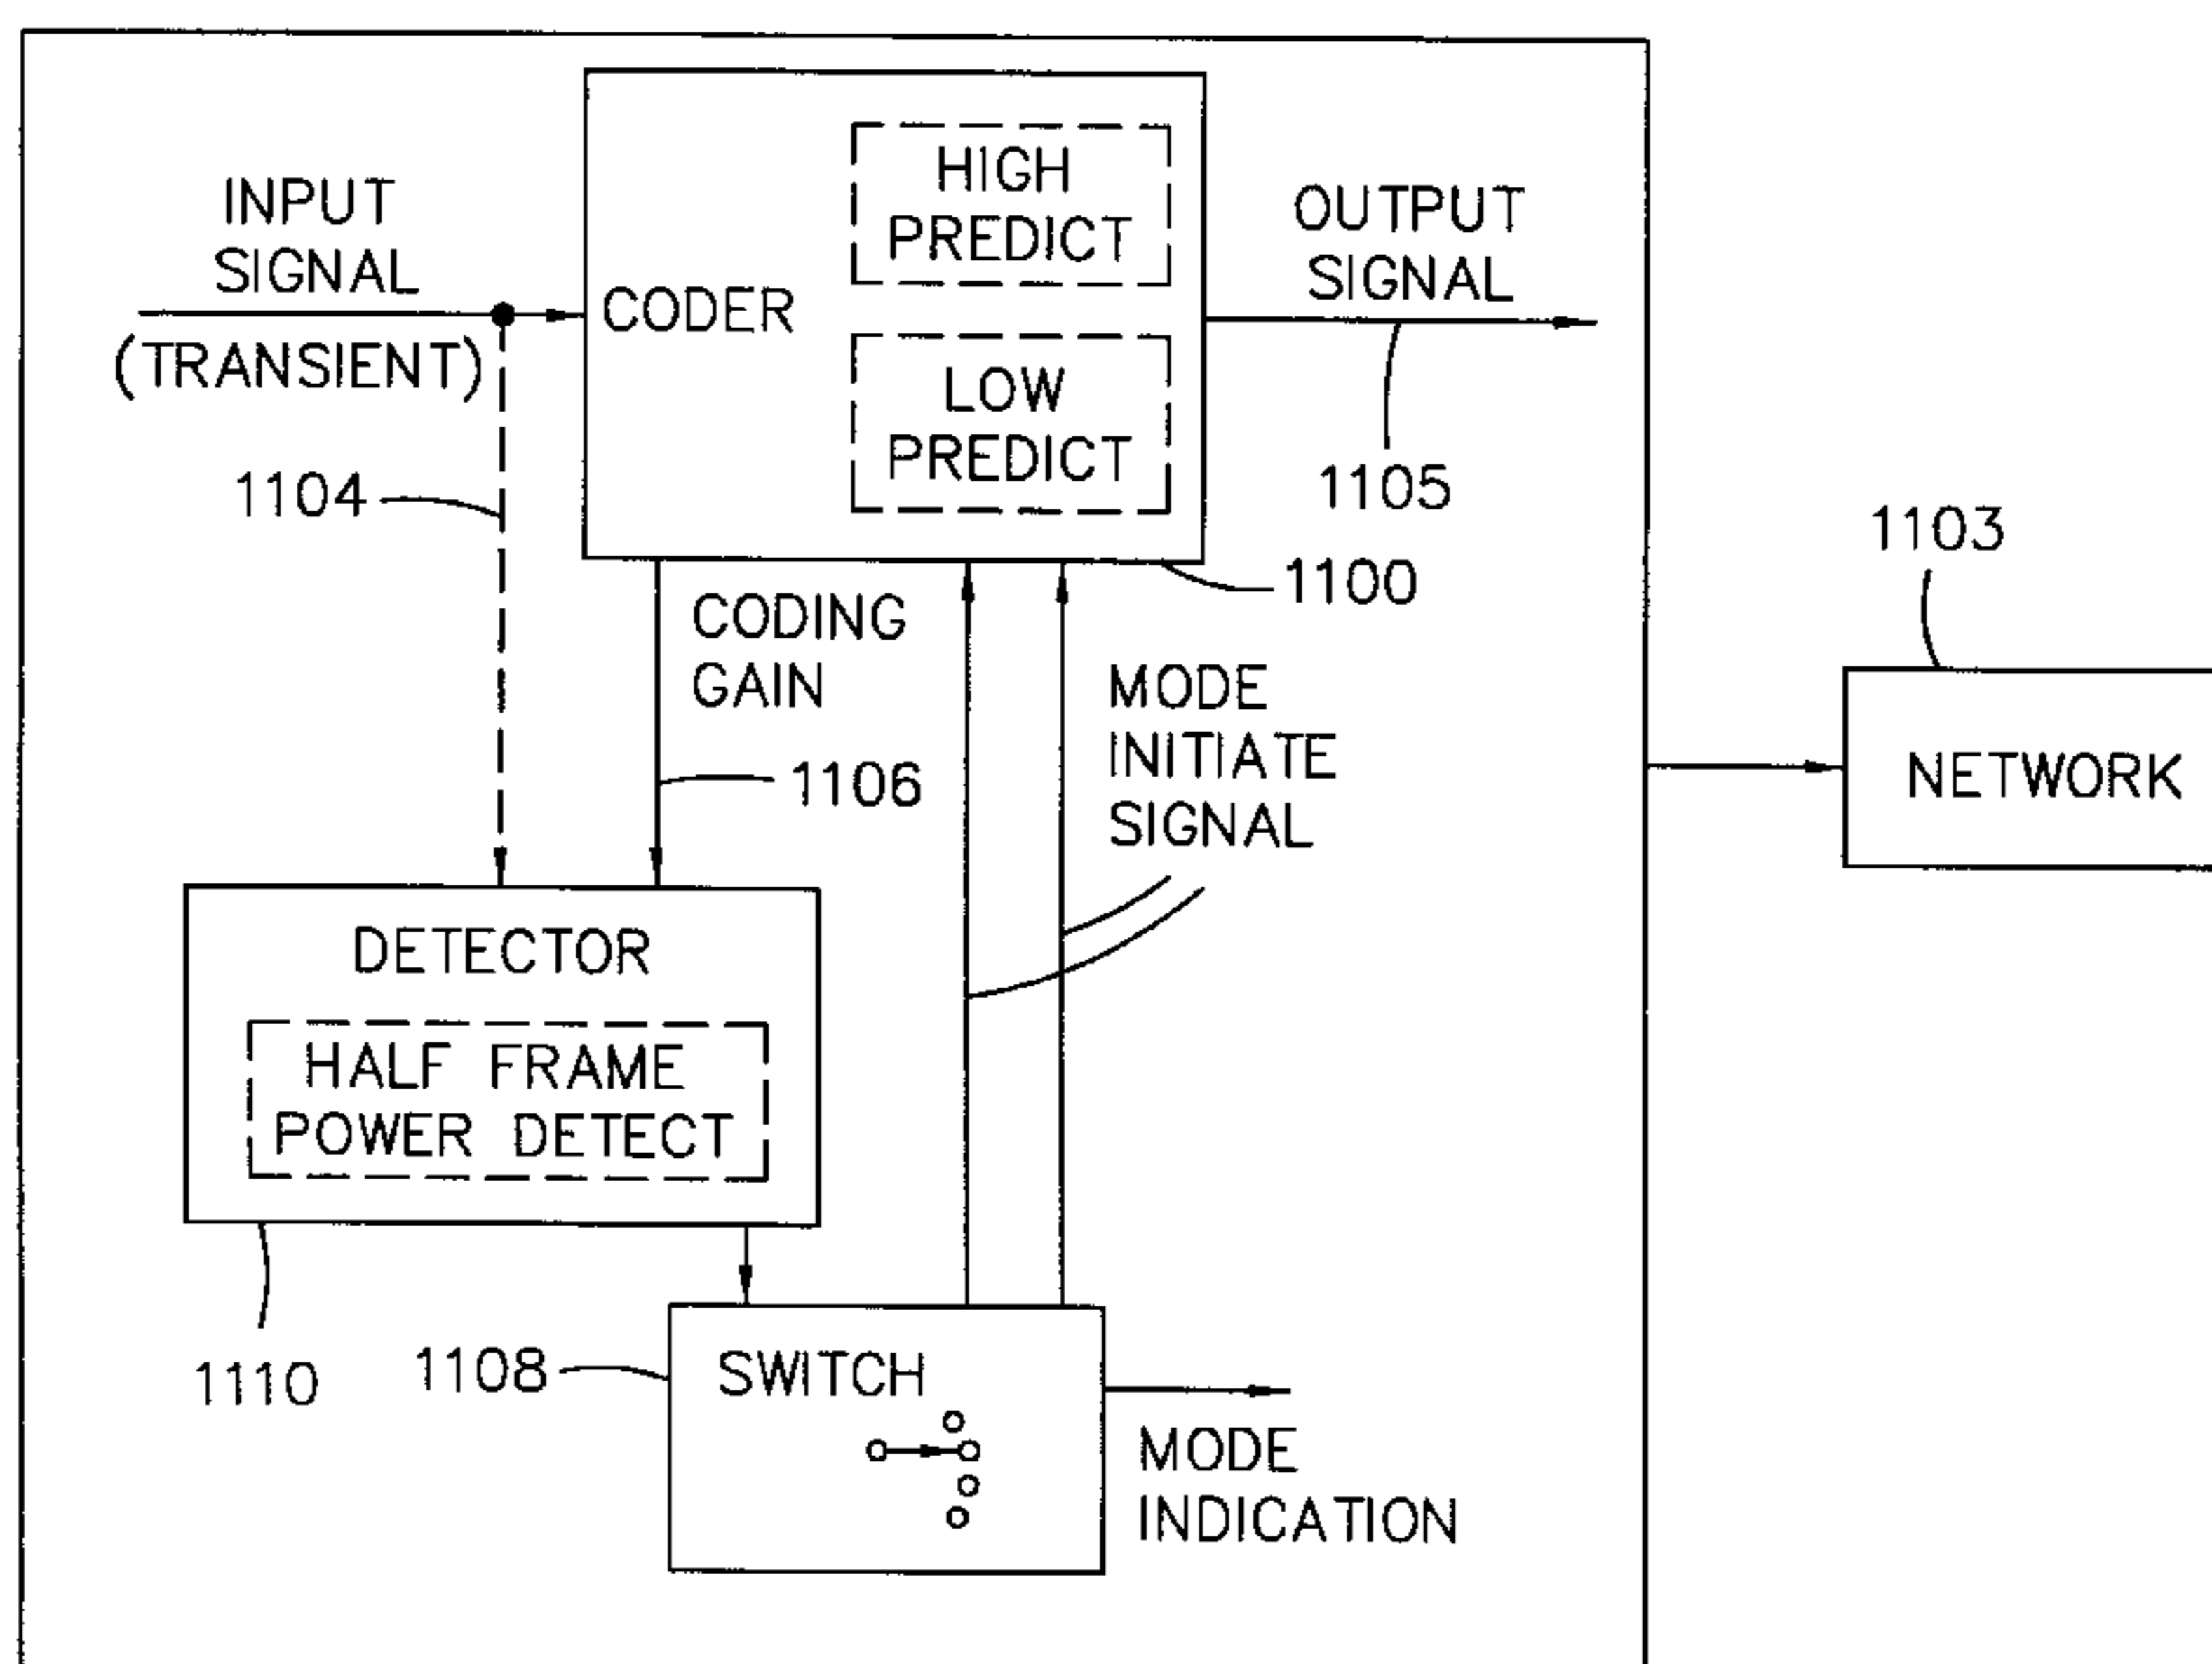 INPUT
SIGNAL
(TRANSIENT)
CODER
HIGH
PREDICT
LOW
PREDICT
OUTPUT
SIGNAL
1104
1105
1103
1100
CODING
GAIN
MODE
INITIATE
SIGNAL
1106
NETWORK
DETECTOR
HALF FRAME
POWER DETECT
1110
1108
SWITCH
MODE
INDICATION